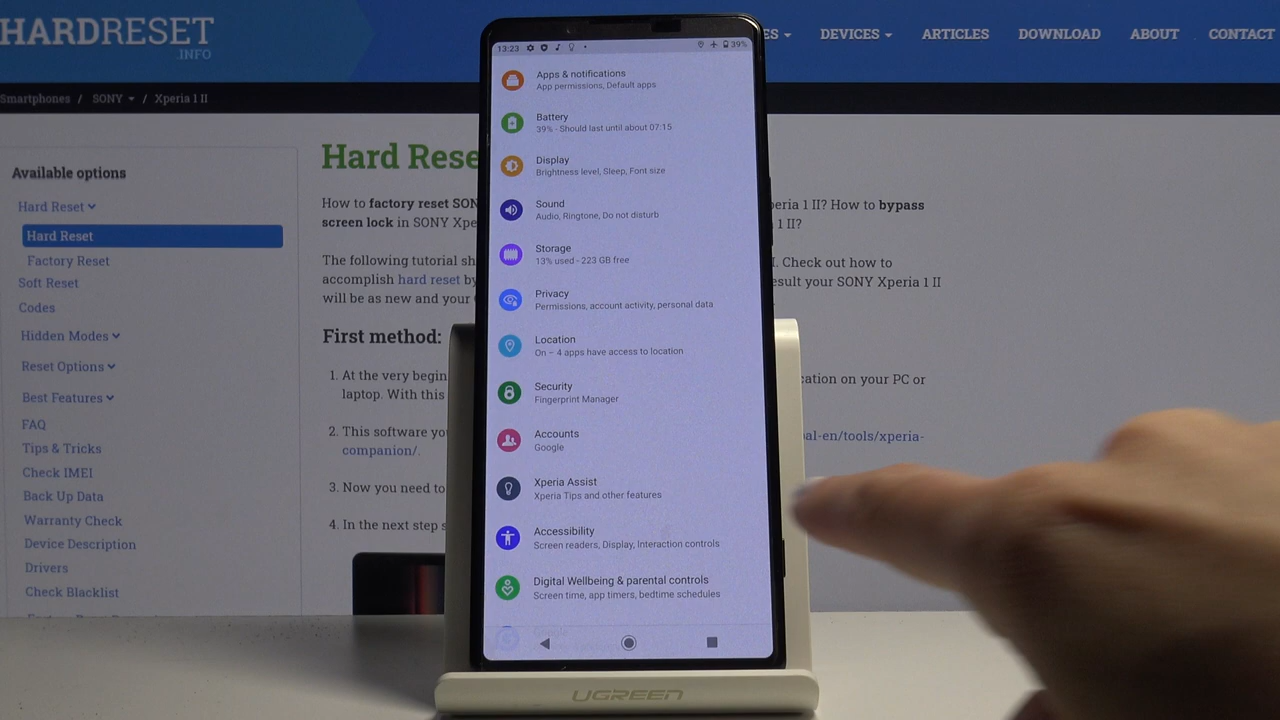 HARDRESET
.INFO
DEVICES
ARTICLES
DOWNLOAD
ABOUT
CONTACT
Smartphones / SONY / Xperia 1 II
Available options
Hard Reset
Hard Reset
Factory Reset
Soft Reset
Codes
Hidden Modes
Reset Options
Best Features
FAQ
Tips & Tricks
Check IMEI
Back Up Data
Warranty Check
Device Description
Drivers
Check Blacklist
Hard Rese
How to factory reset SON
screen lock in SONY Xpe
The following tutorial sh
accomplish hard reset by
will be as new and your
First method:
1. At the very begin
laptop. With this
2. This software yo
companion/.
3. Now you need to
4. In the next step s
13:23
39%
Apps & notifications
App permissions, Default apps
Battery
39% - Should last until about 07:15
Display
Brightness level, Sleep, Font size
Sound
Audio, Ringtone, Do not disturb
Storage
13% used - 223 GB free
Privacy
Permissions, account activity, personal data
Location
On – 4 apps have access to location
Security
Fingerprint Manager
Accounts
Google
Xperia Assist
Xperia Tips and other features
Accessibility
Screen readers, Display, Interaction controls
Digital Wellbeing & parental controls
Screen time, app timers, bedtime schedules
peria 1 II? How to bypass
1 II?
I. Check out how to
esult your SONY Xperia 1 II
cation on your PC or
al-en/tools/xperia-
UGREEN